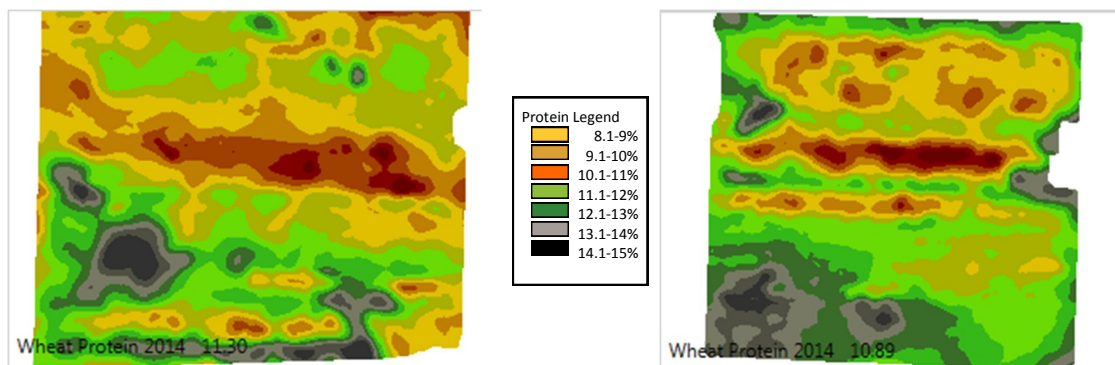 Protein Legend
8.1-9%
9.1-10%
10.1-11%
11.1-12%
12.1-13%
13.1-14%
14.1-15%
Wheat Protein 2014 11.30
Wheat Protein 2014 10.89